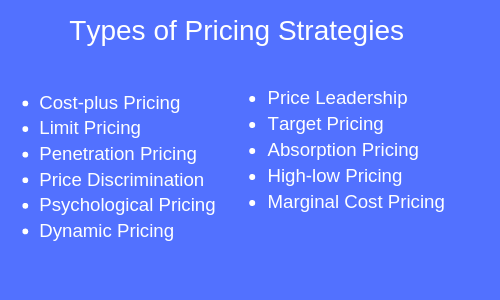 Types of Pricing Strategies
• Cost-plus Pricing
• Limit Pricing
• Penetration Pricing
• Price Discrimination
• Psychological Pricing
• Dynamic Pricing
• Price Leadership
• Target Pricing
• Absorption Pricing
• High-low Pricing
• Marginal Cost Pricing